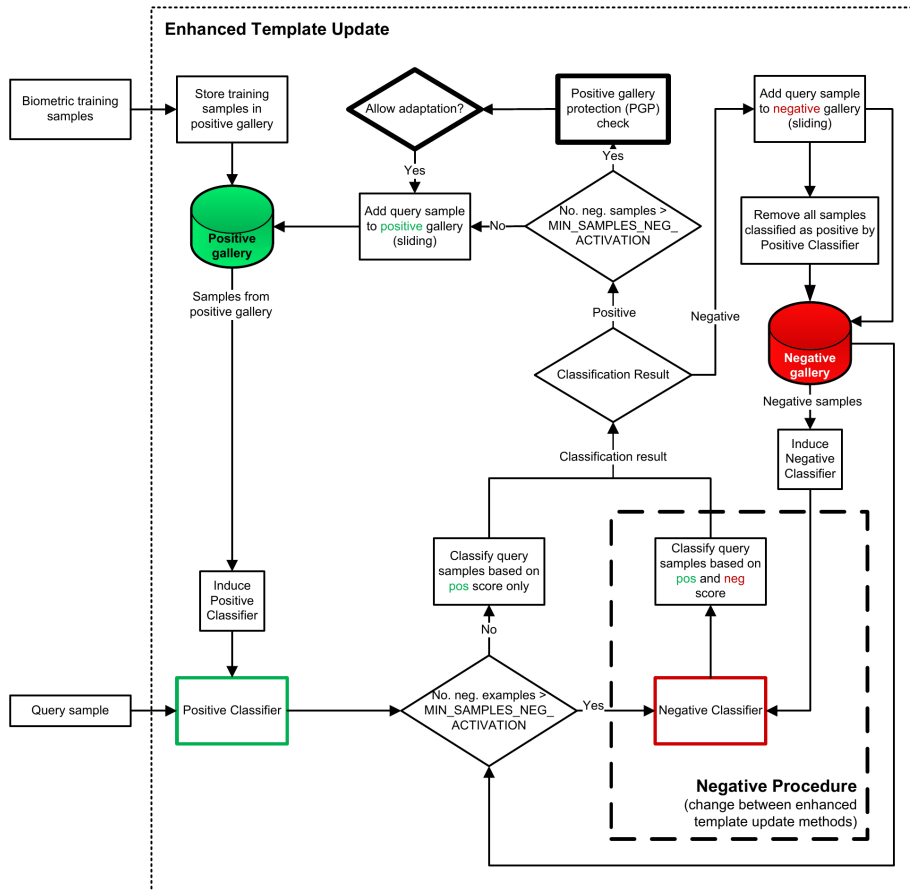 Enhanced Template Update
Biometric training
samples
Store training
samples in
positive gallery
Allow adaptation?
Positive gallery
protection (PGP)
check
Add query sample
to negative gallery
(sliding)
Yes
Yes
Positive
gallery
Add query sample
to positive gallery
(sliding)
No
No. neg. samples >
MIN_SAMPLES_NEG_
ACTIVATION
Remove all samples
classified as positive by
Positive Classifier
Samples from
positive gallery
Positive
Negative
Negative
gallery
Classification Result
Negative samples
Classification result
Induce
Negative
Classifier
Classify query
samples based on
pos score only
Classify query
samples based on
pos and neg
score
Induce
Positive
Classifier
No
Query sample
Positive Classifier
No. neg. examples >
MIN_SAMPLES_NEG_
ACTIVATION
Yes
Negative Classifier
Negative Procedure
(change between enhanced
template update methods)